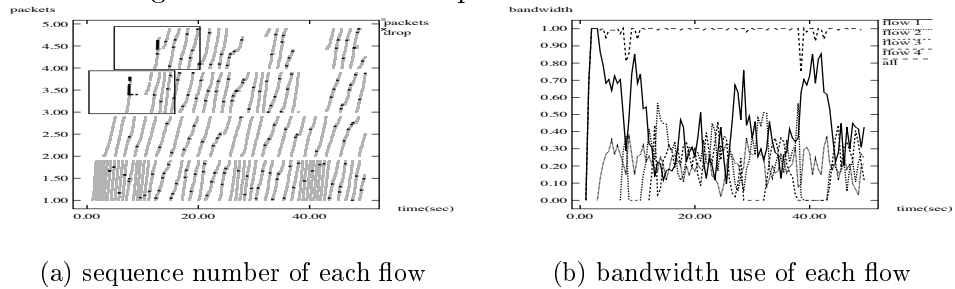 packets
5.00
4.50
4.00
3.50
3.00
2.50
2.00
1.50
1.00
0.00
20.00
40.00
time(sec)
packets
drop
(a) sequence number of each flow
bandwidth
1.00
0.90
0.80
0.70
0.60
0.50
0.40
0.30
0.20
0.10
0.00
0.00
20.00
40.00
time(sec)
flow 1
flow 2
flow 3
flow 4
all
(b) bandwidth use of each flow